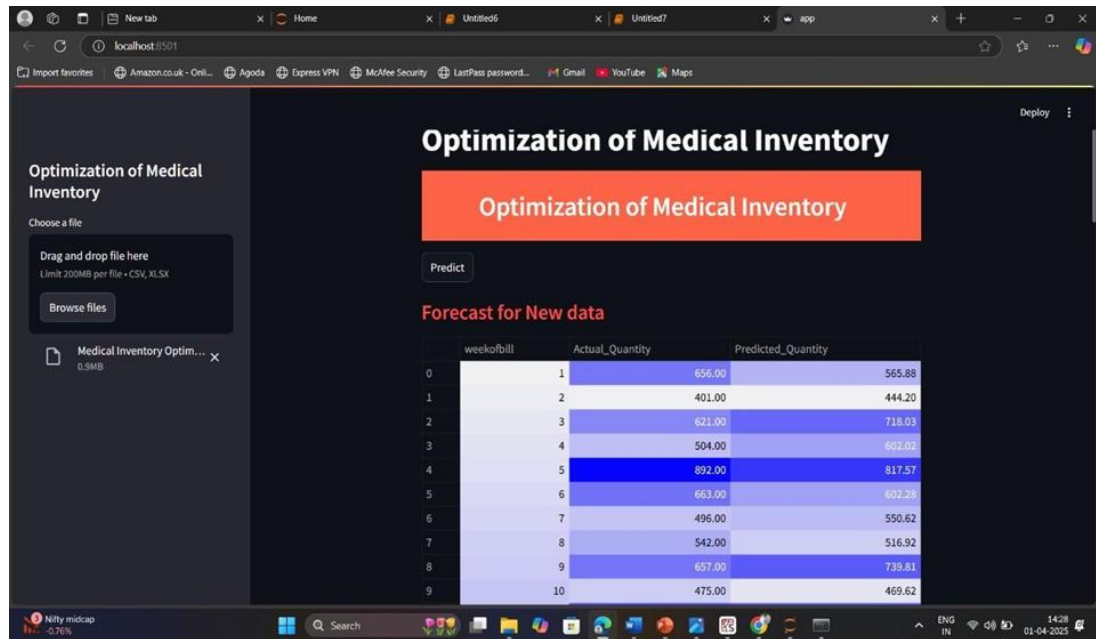 New tab
Home
Untitled6
Untitled7
app
localhost:8501
Import favorites
Amazon.co.uk - Onli...
Agoda
Express VPN
McAfee Security
LastPass password...
Gmail
YouTube
Maps
Deploy
Optimization of Medical
Inventory
Choose a file
Drag and drop file here
Limit 200MB per file • CSV, XLSX
Browse files
Medical Inventory Optim...
0.9MB
Optimization of Medical Inventory
Optimization of Medical Inventory
Predict
Forecast for New data
weekofbill Actual_Quantity Predicted_Quantity
0 1 656.00 565.88
1 2 401.00 444.20
2 3 621.00 718.03
3 4 504.00 602.02
4 5 892.00 817.57
5 6 663.00 602.28
6 7 496.00 550.62
7 8 542.00 516.92
8 9 657.00 739.81
9 10 475.00 469.62
3
Nifty midcap
-0.76%
Search
ENG
IN
14:28
01-04-2025